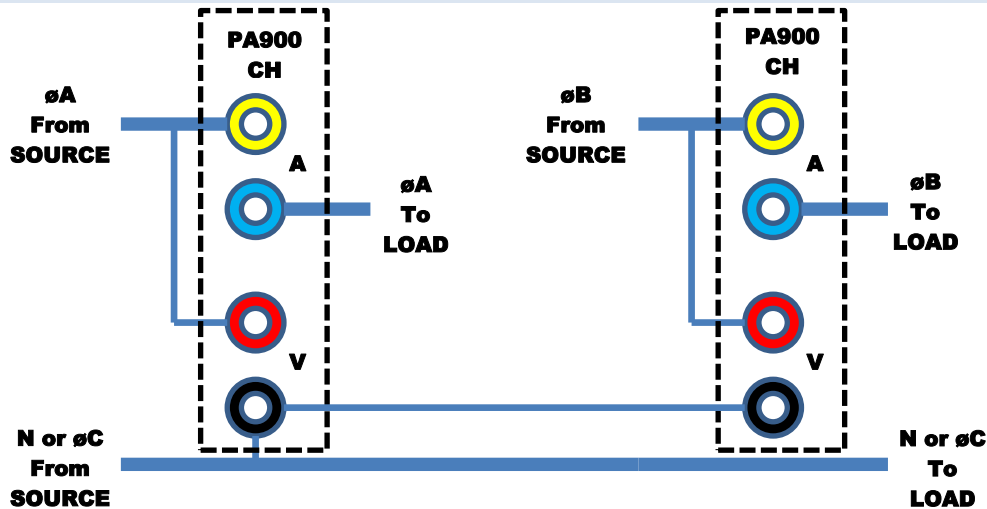 PA900
CH
øA
From
SOURCE
A
øA
To
LOAD
V
N or øC
From
SOURCE
PA900
CH
øB
From
SOURCE
A
øB
To
LOAD
V
N or øC
To
LOAD